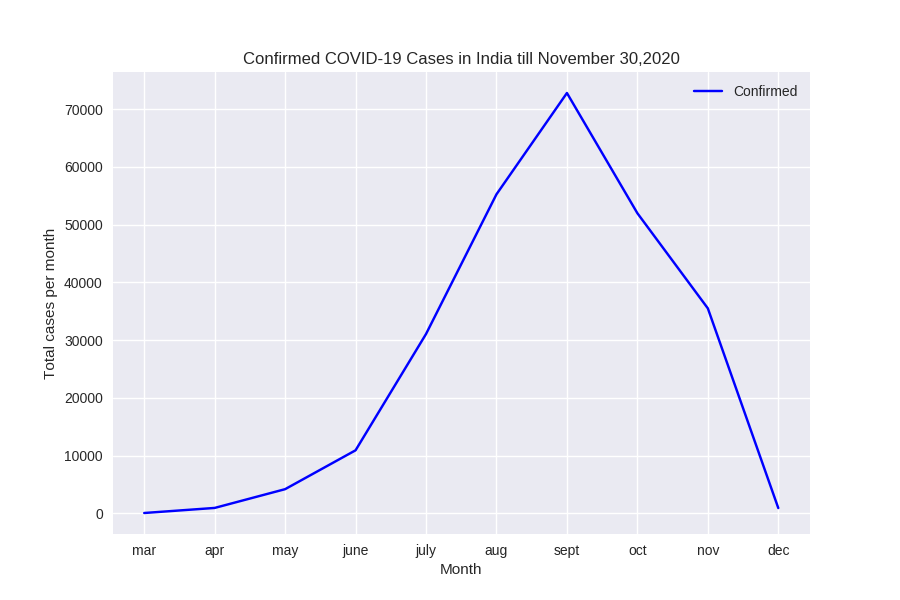 Confirmed COVID-19 Cases in India till November 30,2020
Confirmed
70000
60000
50000
40000
30000
20000
10000
0
Total cases per month
mar apr may june july aug sept oct nov dec
Month